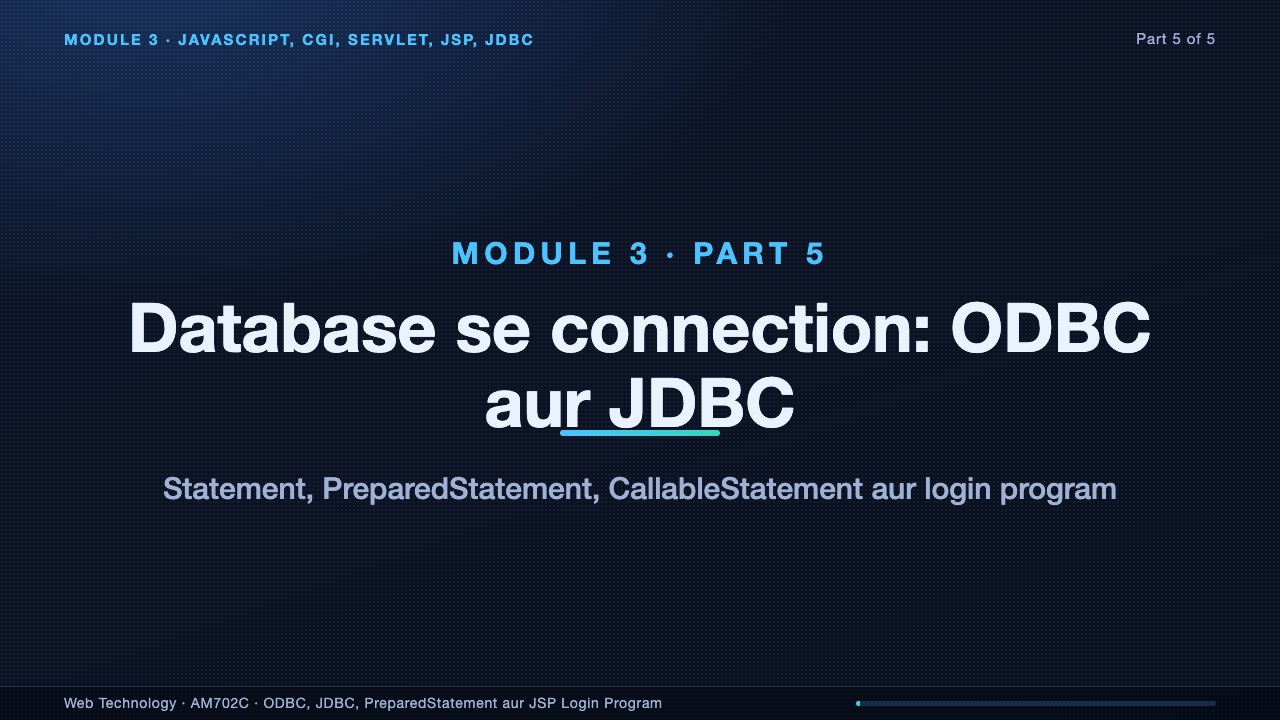 MODULE 3 · JAVASCRIPT, CGI, SERVLET, JSP, JDBC
Part 5 of 5
MODULE 3 · PART 5
Database se connection: ODBC
aur JDBC
Statement, PreparedStatement, CallableStatement aur login program
Web Technology · AM702C · ODBC, JDBC, PreparedStatement aur JSP Login Program